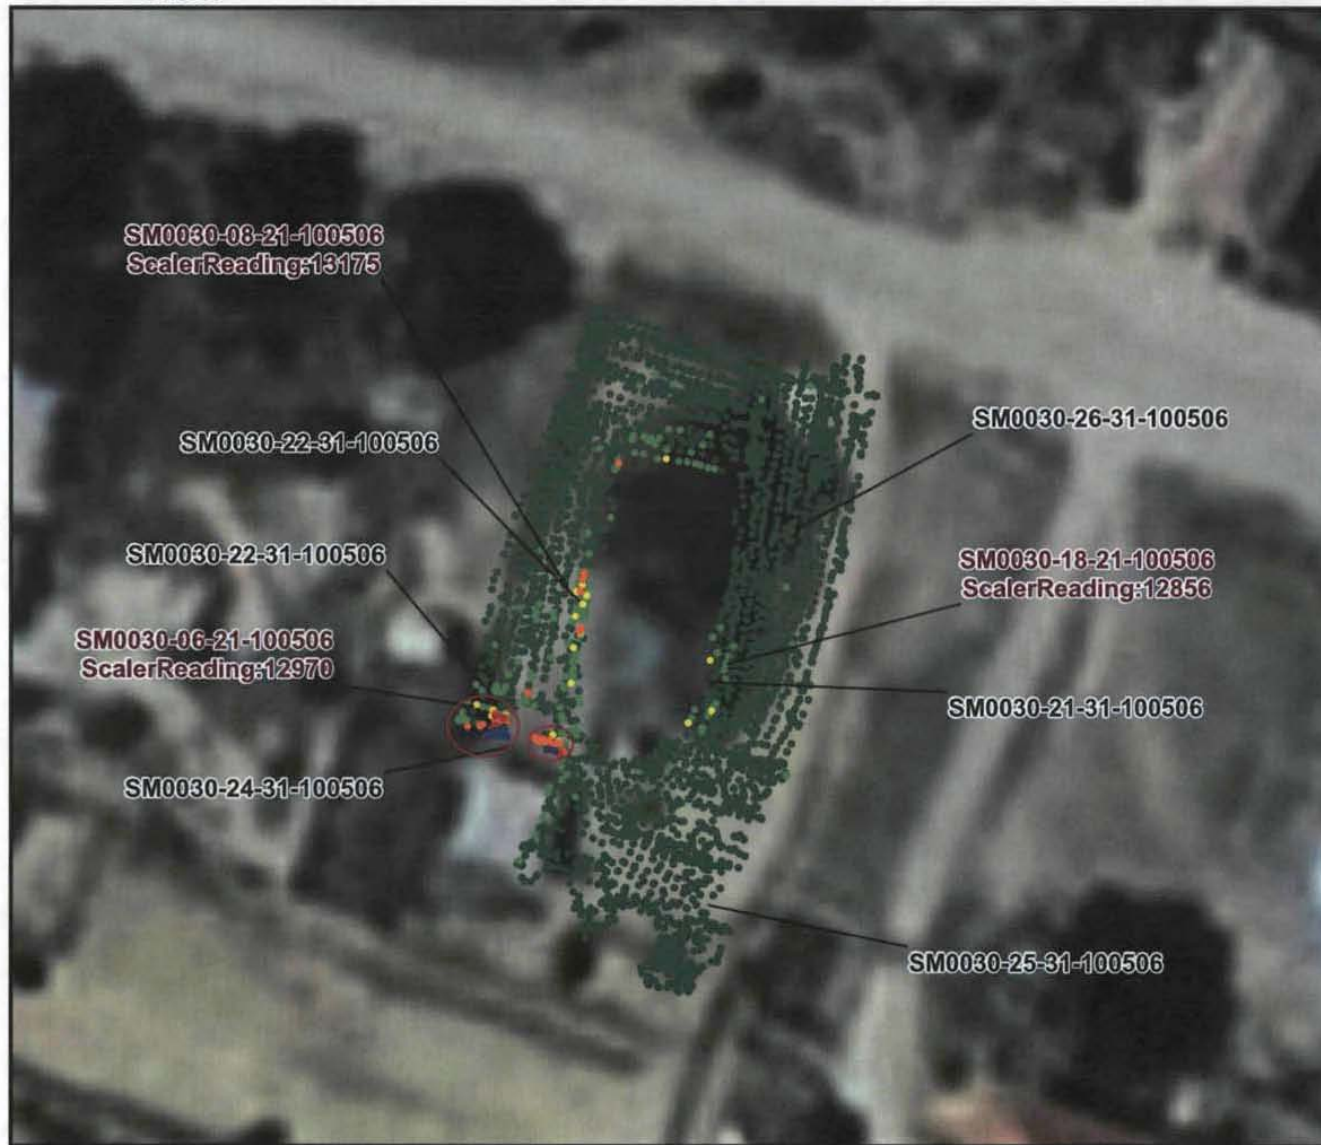 SM0030-08-21-100506
ScalerReading:13175
SM0030-22-31-100506
SM0030-26-31-100506
SM0030-22-31-100506
SM0030-18-21-100506
ScalerReading:12856
SM0030-06-21-100506
ScalerReading:12970
SM0030-21-31-100506
SM0030-24-31-100506
SM0030-25-31-100506